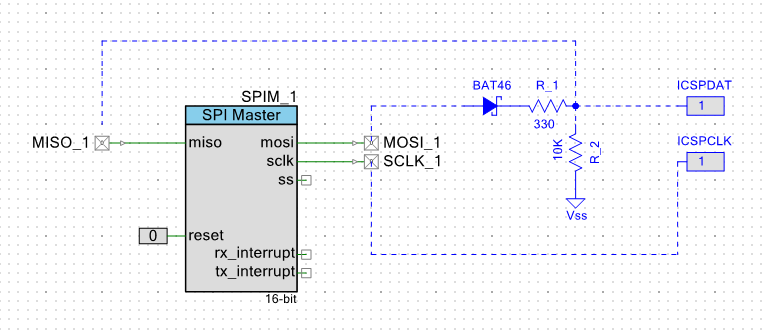 BAT46
R_1
ICSPDAT
1
330
SPIM_1
SPI Master
MISO_1
miso
mosi
MOSI_1
sclk
SCLK_1
ss
10K
R_2
ICSPCLK
1
Vss
0
reset
rx_interrupt
tx_interrupt
16-bit